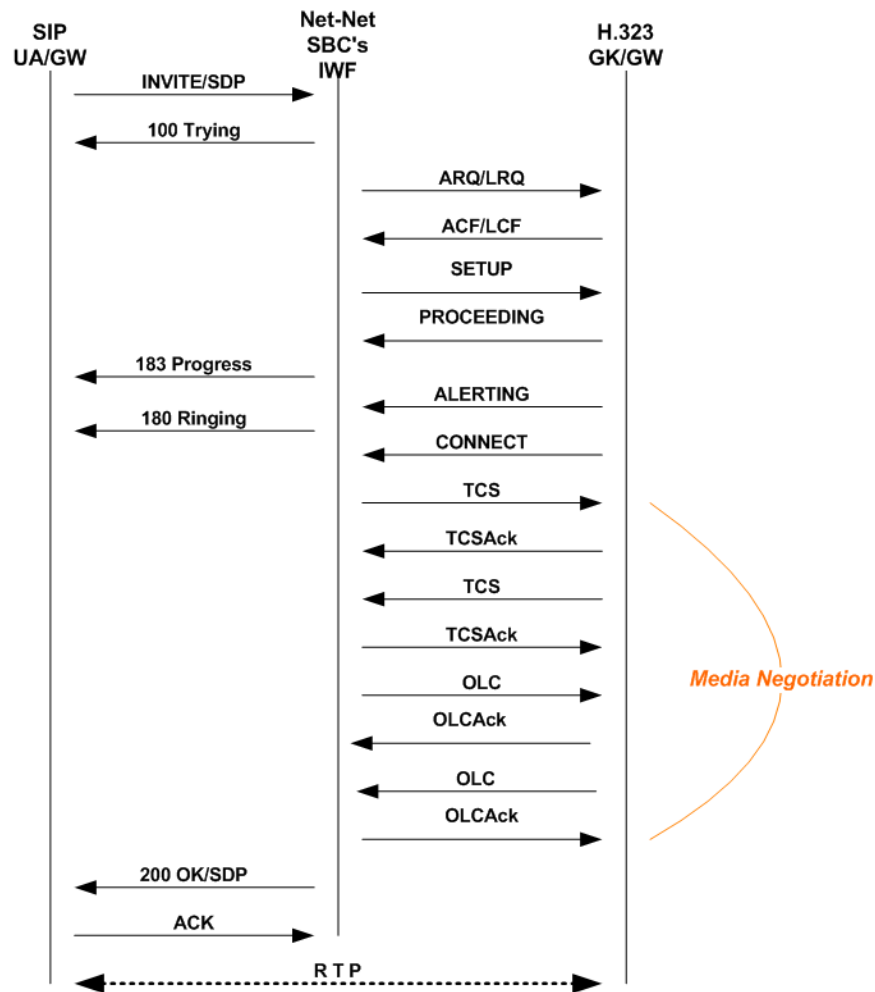 SIP
UA/GW
Net-Net
SBC's
IWF
H.323
GK/GW
INVITE/SDP
100 Trying
ARQ/LRQ
ACF/LCF
SETUP
PROCEEDING
183 Progress
ALERTING
180 Ringing
CONNECT
TCS
TCSAck
TCS
TCSAck
Media Negotiation
OLC
OLCAck
OLC
OLCAck
200 OK/SDP
ACK
R T P